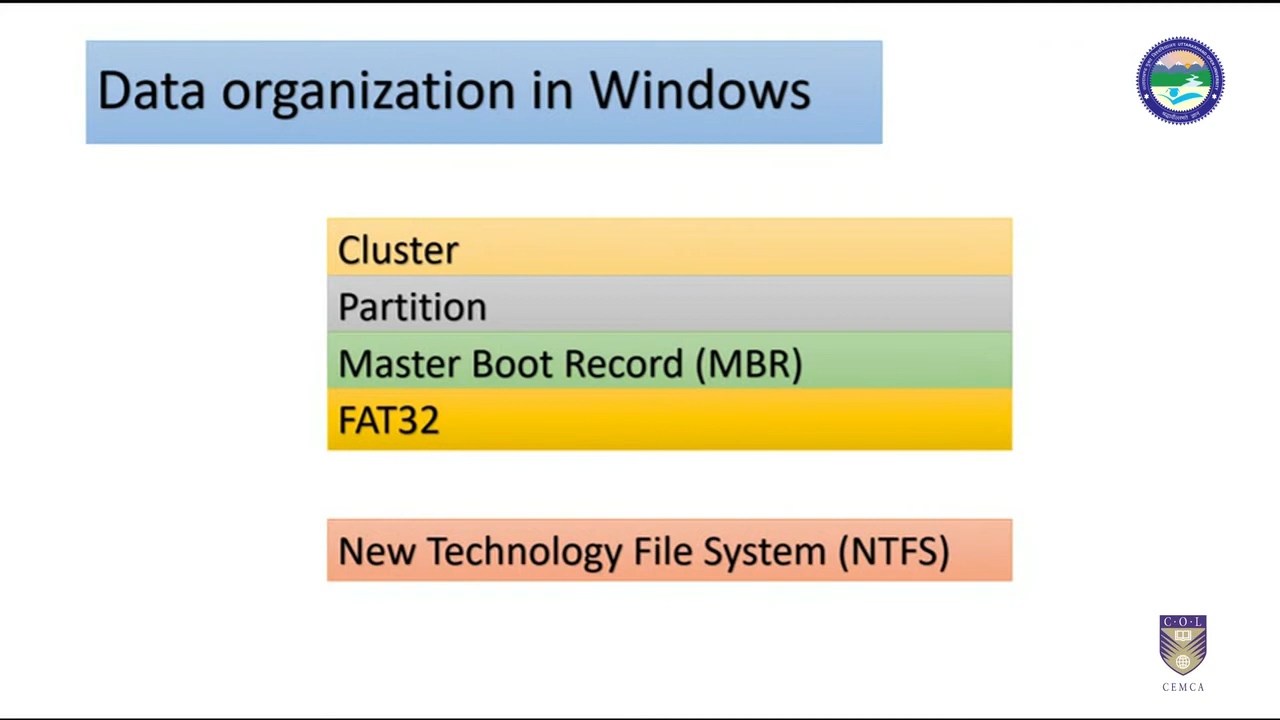 Data organization in Windows
Cluster
Partition
Master Boot Record (MBR)
FAT32
New Technology File System (NTFS)
C·O·L
CEMCA